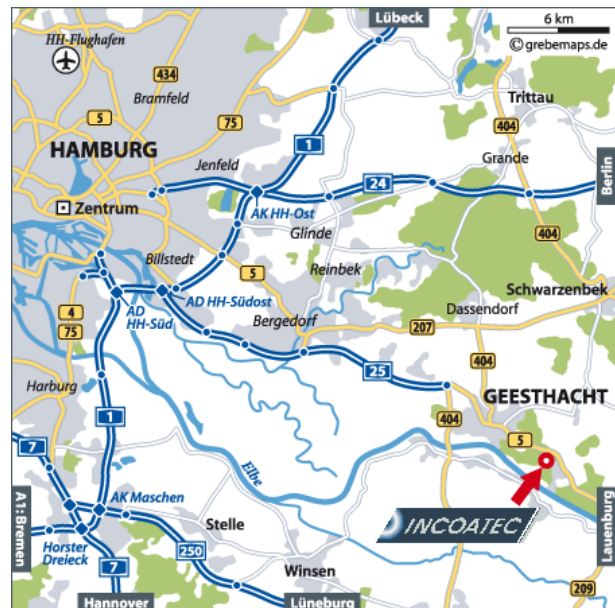 Lübeck
6 km
© grebemaps.de
HH-Flughafen
434
Bramfeld
5
75
404
Trittau
HAMBURG
1
Jenfeld
Grande
24
Berlin
AK HH-Ost
Zentrum
Glinde
404
Billstedt
5
Reinbek
Schwarzenbek
AD HH-Südost
Dassendorf
4
75
AD
HH-Süd
Bergedorf
207
404
25
Harburg
GEESTHACHT
1
404
5
7
Elbe
A1: Bremen
AK Maschen
INCOATEC
Lauenburg
Stelle
Horster
Dreieck
250
7
Winsen
209
Hannover
Lüneburg